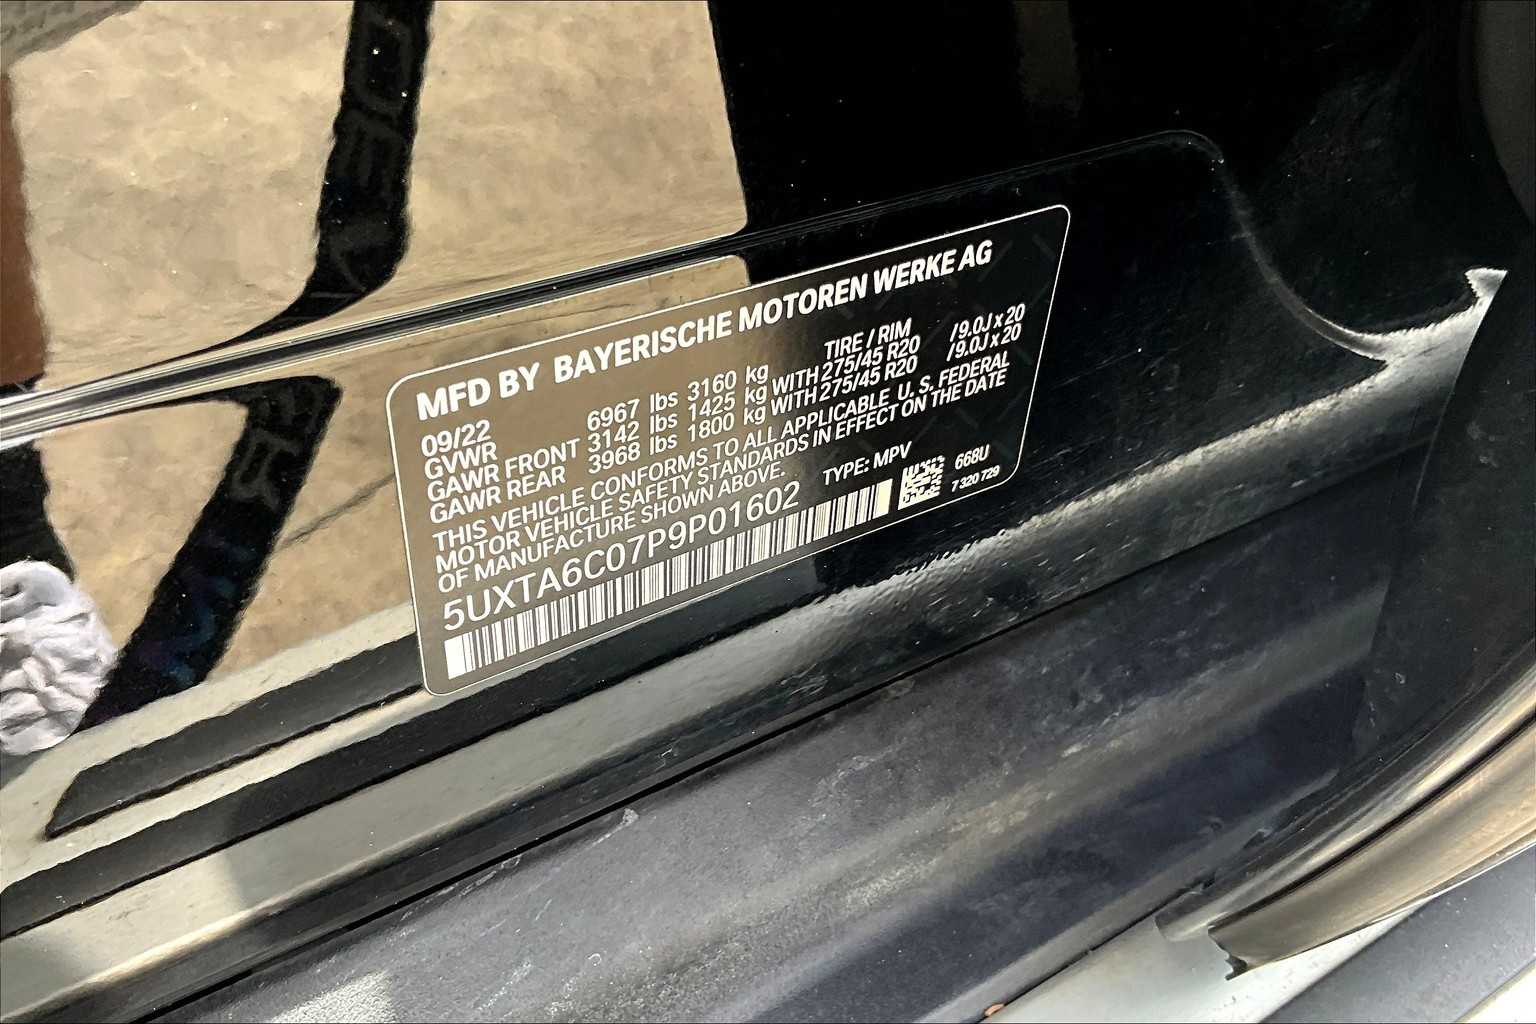 MFD BY BAYERISCHE MOTOREN WERKE AG
09/22 TIRE / RIM
GVWR 6967 lbs 3160 kg
GAWR FRONT 3142 lbs 1425 kg WITH 275/45 R20 /9.0J x 20
GAWR REAR 3968 lbs 1800 kg WITH 275/45 R20 /9.0J x 20
THIS VEHICLE CONFORMS TO ALL APPLICABLE U. S. FEDERAL
MOTOR VEHICLE SAFETY STANDARDS IN EFFECT ON THE DATE
OF MANUFACTURE SHOWN ABOVE.
TYPE: MPV
5UXTA6C07P9P01602
668U
7 320 729